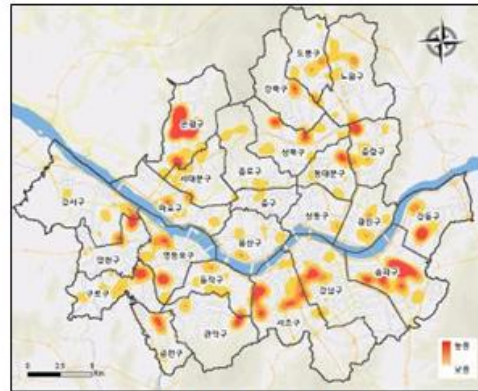 도봉구
노원구
강북구
은평구
성북구
중랑구
종로구
동대문구
서대문구
중구
강서구
마포구
성동구
광진구
강동구
용산구
양천구
영등포구
송파구
동작구
강남구
구로구
서초구
관악구
금천구
높음
낮음
0
Km